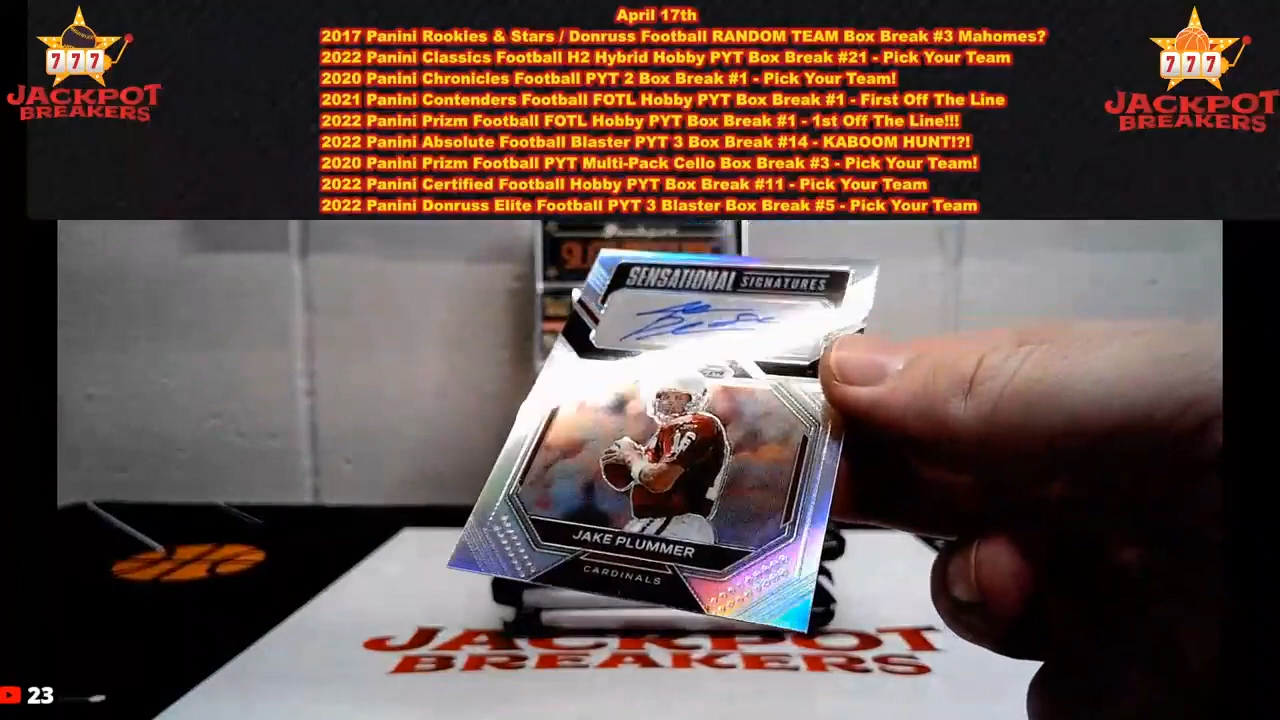 April 17th
2017 Panini Rookies & Stars / Donruss Football RANDOM TEAM Box Break #3 Mahomes?
2022 Panini Classics Football H2 Hybrid Hobby PYT Box Break #21 - Pick Your Team
2020 Panini Chronicles Football PYT 2 Box Break #1 - Pick Your Team!
2021 Panini Contenders Football FOTL Hobby PYT Box Break #1 - First Off The Line
2022 Panini Prizm Football FOTL Hobby PYT Box Break #1 - 1st Off The Line!!!
2022 Panini Absolute Football Blaster PYT 3 Box Break #14 - KABOOM HUNT!?!
2020 Panini Prizm Football PYT Multi-Pack Cello Box Break #3 - Pick Your Team!
2022 Panini Certified Football Hobby PYT Box Break #11 - Pick Your Team
2022 Panini Donruss Elite Football PYT 3 Blaster Box Break #5 - Pick Your Team
777
JACKPOT
BREAKERS
777
JACKPOT
BREAKERS
SENSATIONAL SIGNATURES
16
JAKE PLUMMER
CARDINALS
JACKPOT
BREAKERS
23